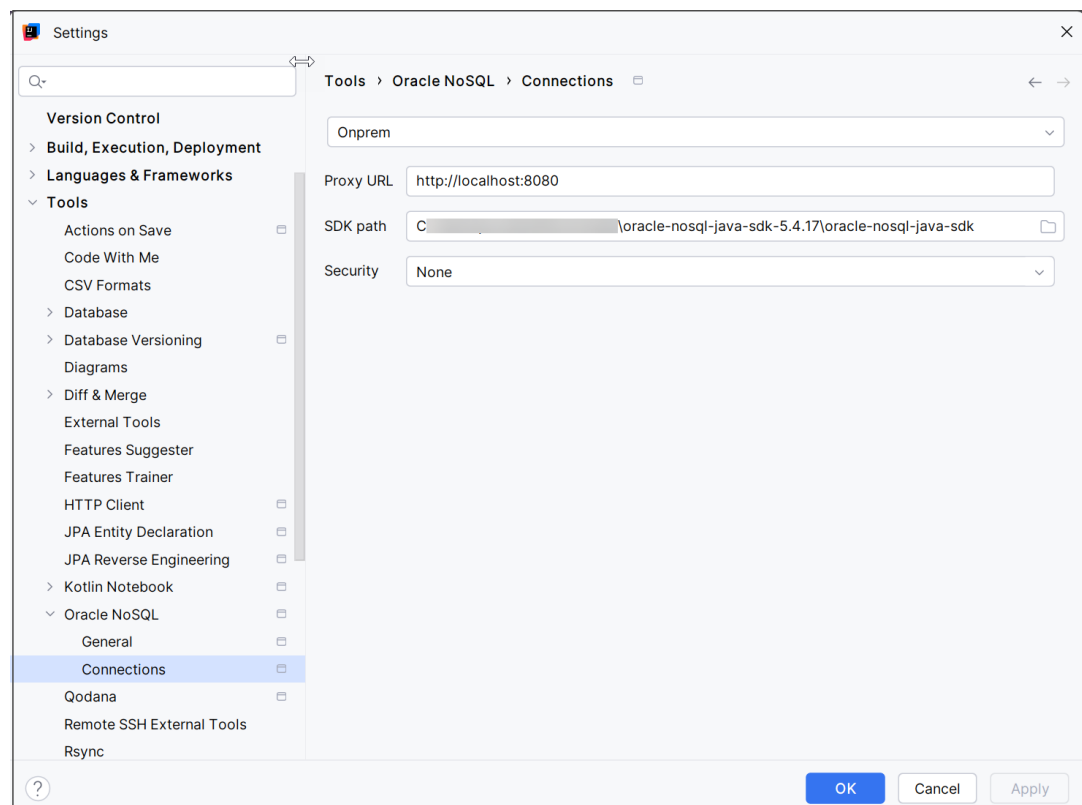 Settings
Tools › Oracle NoSQL › Connections
Version Control
Build, Execution, Deployment
Languages & Frameworks
Tools
Actions on Save
Code With Me
CSV Formats
Database
Database Versioning
Diagrams
Diff & Merge
External Tools
Features Suggester
Features Trainer
HTTP Client
JPA Entity Declaration
JPA Reverse Engineering
Kotlin Notebook
Oracle NoSQL
General
Connections
Qodana
Remote SSH External Tools
Rsync
Onprem
Proxy URL http://localhost:8080
SDK path C \oracle-nosql-java-sdk-5.4.17\oracle-nosql-java-sdk
Security None
?
OK Cancel Apply